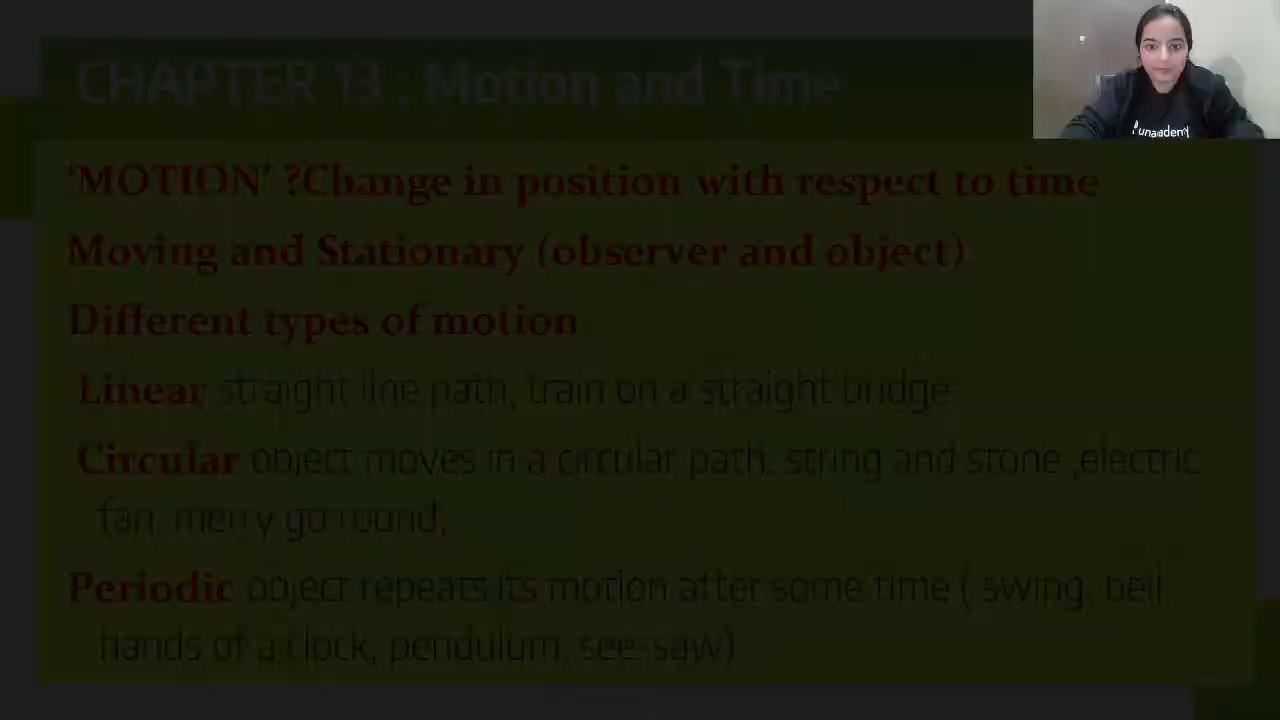 CHAPTER 13 : Motion and Time
unacademy
‘MOTION’ ?Change in position with respect to time
Moving and Stationary (observer and object)
Different types of motion
Linear straight line path, train on a straight bridge
Circular object moves in a circular path, string and stone ,electric
fan, merry go round,
Periodic object repeats its motion after some time ( swing, bell,
hands of a clock, pendulum, see-saw)